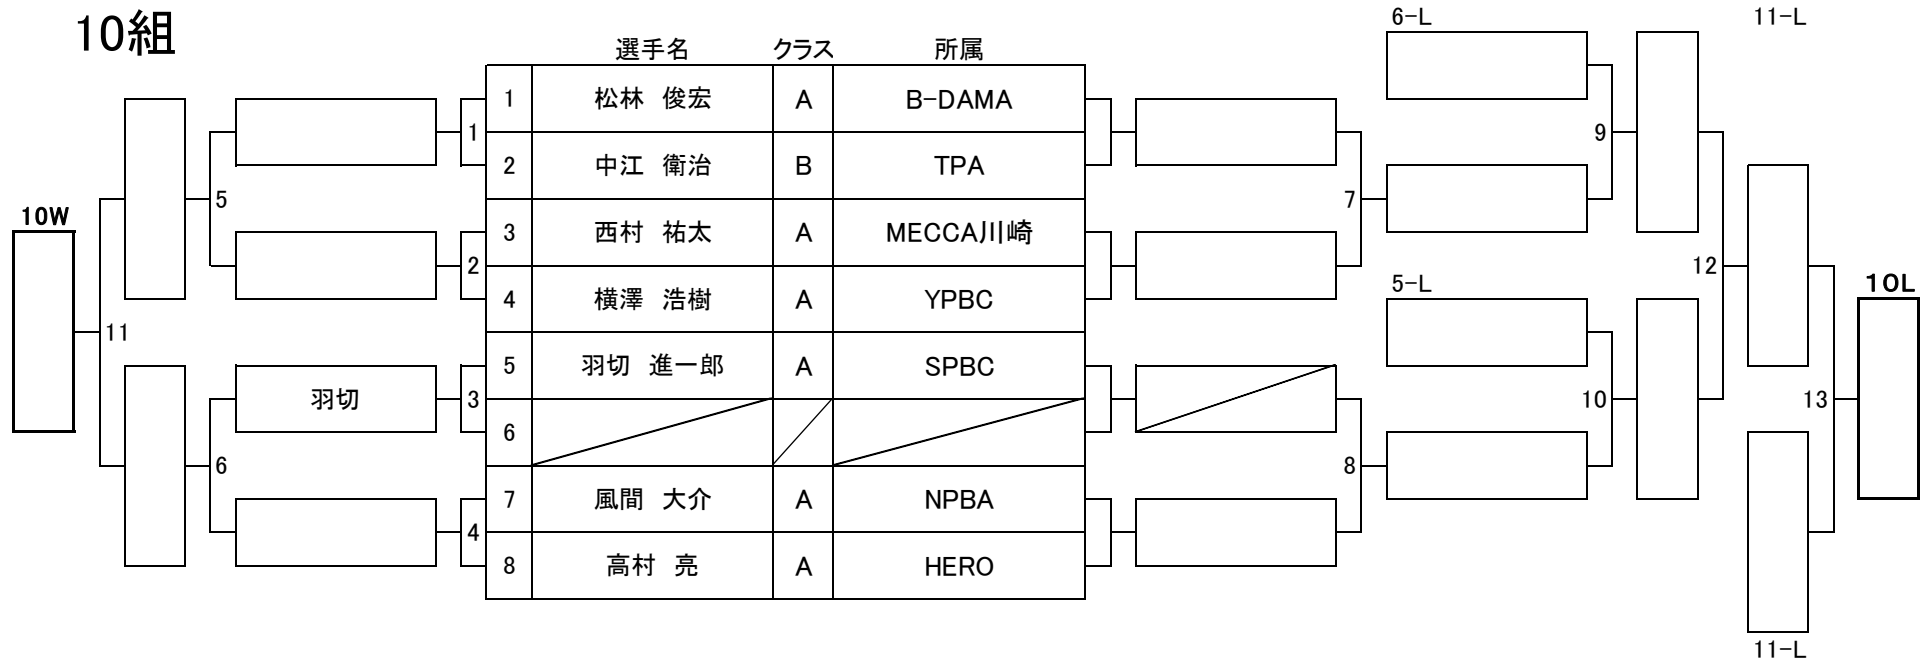 10組
6-L
11-L
選手名 クラス 所属
1 松林 俊宏 A B-DAMA
1
9
2 中江 衛治 B TPA
5
7
10W
3 西村 祐太 A MECCA川崎
2
12
4 横澤 浩樹 YPBC A
5-L
10L
11
5 羽切 進一郎 A SPBC
羽切
3
10
13
6
6
8
7 風間 大介 A NPBA
4
8 高村 亮 A HERO
11-L